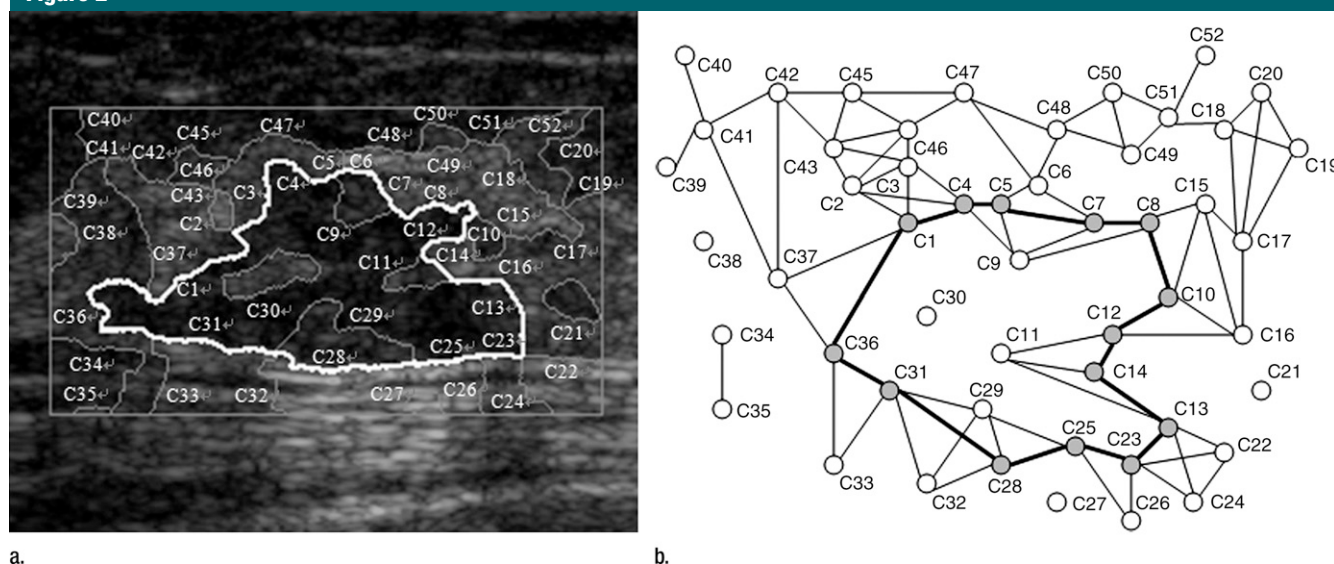 C40 C45 C47 C48 C50 C51 C52
C41 C42 C46 C5 C6 C49 C20
C39 C43 C3 C4 C7 C8 C18 C19
C38 C2 C9 C12 C10 C15 C17
C37 C11 C14 C16
C36 C1 C30 C29 C13 C21
C31 C28 C25 C23 C22
C34 C35 C33 C32 C27 C26 C24
a.
C52
C40 C42 C45 C47 C50 C51 C20
C48 C18
C41 C46 C49 C19
C39 C43 C3 C4 C5 C6 C15
C2 C7 C8
C38 C1 C17
C37 C9
C30 C10
C34 C36 C11 C12 C16
C31 C14 C21
C35 C29 C25 C23 C13 C22
C33 C32 C28 C27 C26 C24
b.